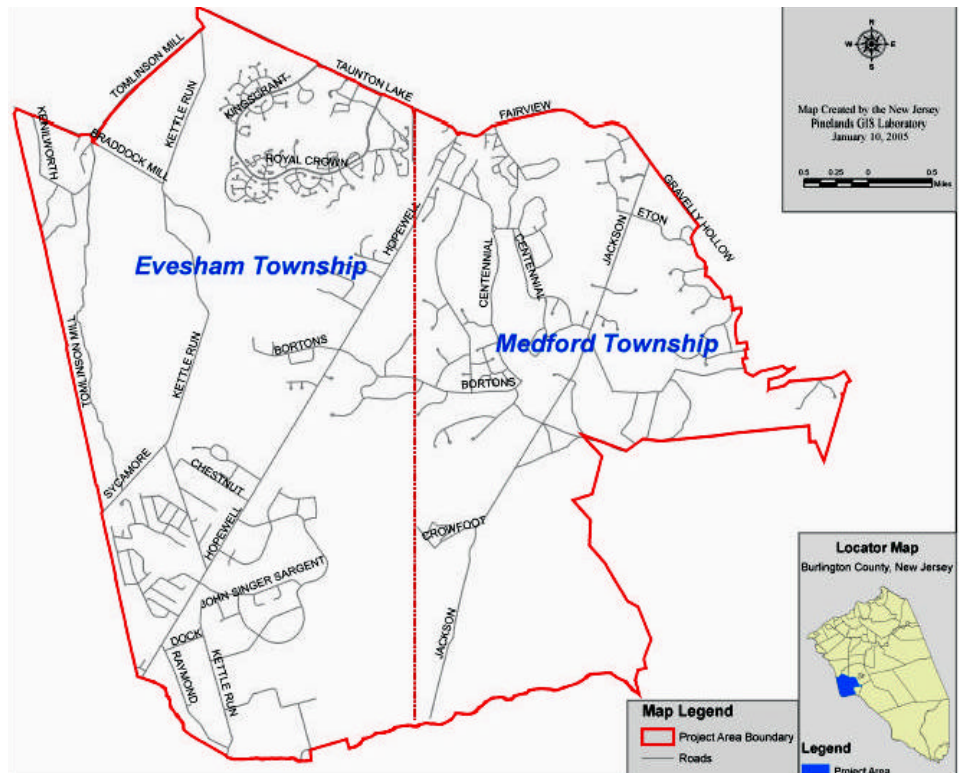 TOMLINSON MILL
KETTLE RUN
KINGSGRANT
TAUNTON LAKE
FAIRVIEW
KENILWORTH
BRADDOCK MILL
ROYAL CROWN
GRAVELLY HOLLOW
ETON
HOPEWELL
JACKSON
CENTENNIAL
CENTENNIAL
Evesham Township
Medford Township
TOMLINSON MILL
KETTLE RUN
BORTONS
BORTONS
SYCAMORE
CHESTNUT
HOPEWELL
CROWFOOT
JOHN SINGER SARGENT
DOCK
RAYMOND
KETTLE RUN
JACKSON
N
W
E
S
Map Created by the New Jersey
Pinelands GIS Laboratory
January 10, 2005
0.5 0.25 0 0.5
Miles
Locator Map
Burlington County, New Jersey
Legend
Project Area
Map Legend
Project Area Boundary
Roads